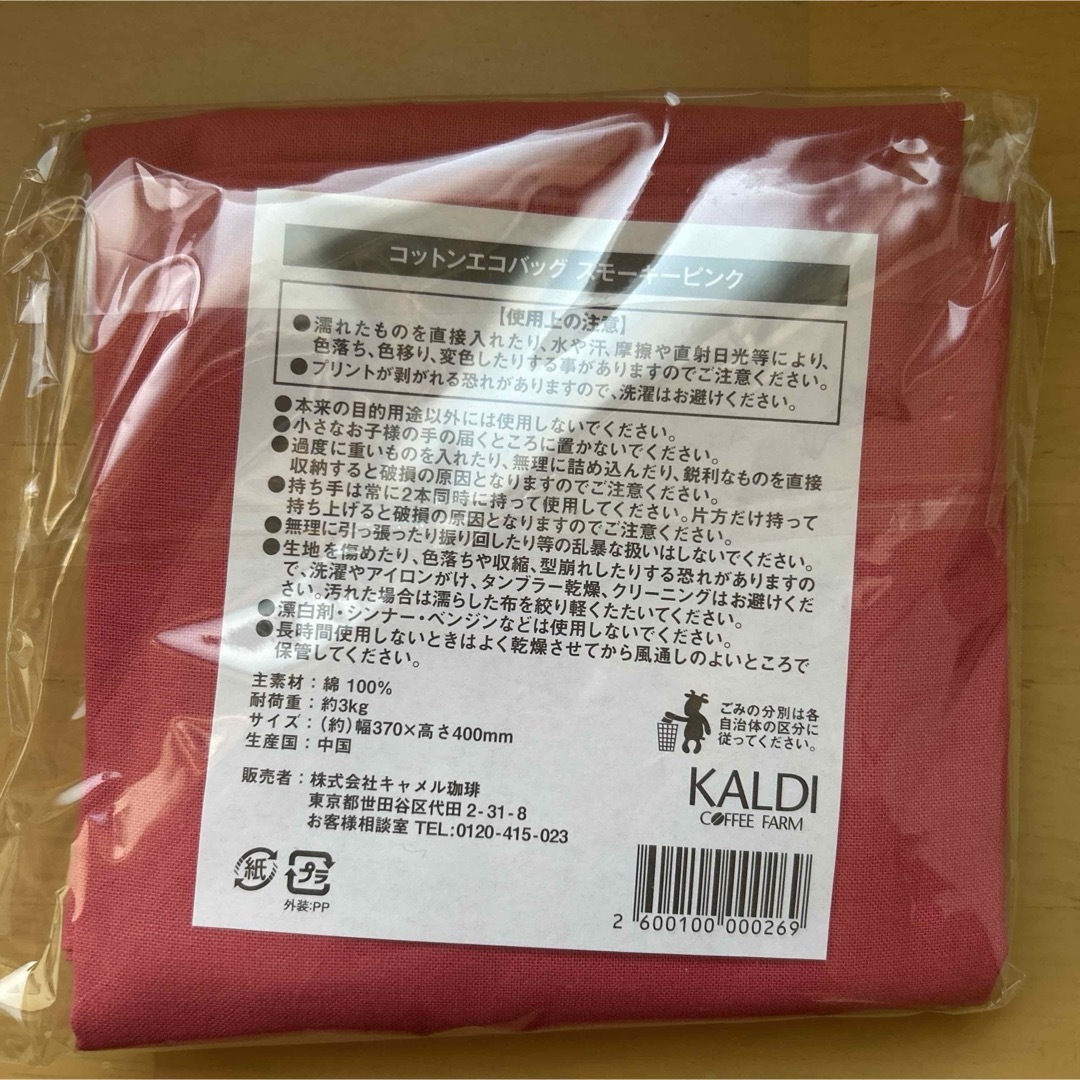 コットンエコバッグ スモーキーピンク
【使用上の注意】
●濡れたものを直接入れたり、水や汗、摩擦や直射日光等により、
色落ち、色移り、変色したりする事がありますのでご注意ください。
●プリントが剥がれる恐れがありますので、洗濯はお避けください。
●本来の目的用途以外には使用しないでください。
●小さなお子様の手の届くところに置かないでください。
●過度に重いものを入れたり、無理に詰め込んだり、鋭利なものを直接
収納すると破損の原因となりますのでご注意ください。
●持ち手は常に2本同時に持って使用してください。片方だけ持って
持ち上げると破損の原因となりますのでご注意ください。
●無理に引っ張ったり振り回したり等の乱暴な扱いはしないでください。
●生地を傷めたり、色落ちや収縮、型崩れしたりする恐れがありますの
で、洗濯やアイロンがけ、タンブラー乾燥、クリーニングはお避けくだ
さい。汚れた場合は濡らした布を絞り軽くたたいてください。
●漂白剤・シンナー・ベンジンなどは使用しないでください。
●長時間使用しないときはよく乾燥させてから風通しのよいところで
保管してください。
主素材：綿 100%
耐荷重：約3kg
サイズ：（約）幅370×高さ400mm
生産国：中国
ごみの分別は各
自治体の区分に
従ってください。
販売者：株式会社キャメル珈琲
東京都世田谷区代田 2-31-8
お客様相談室 TEL:0120-415-023
KALDI
COFFEE FARM
紙
プラ
外装:PP
2 600100 000269